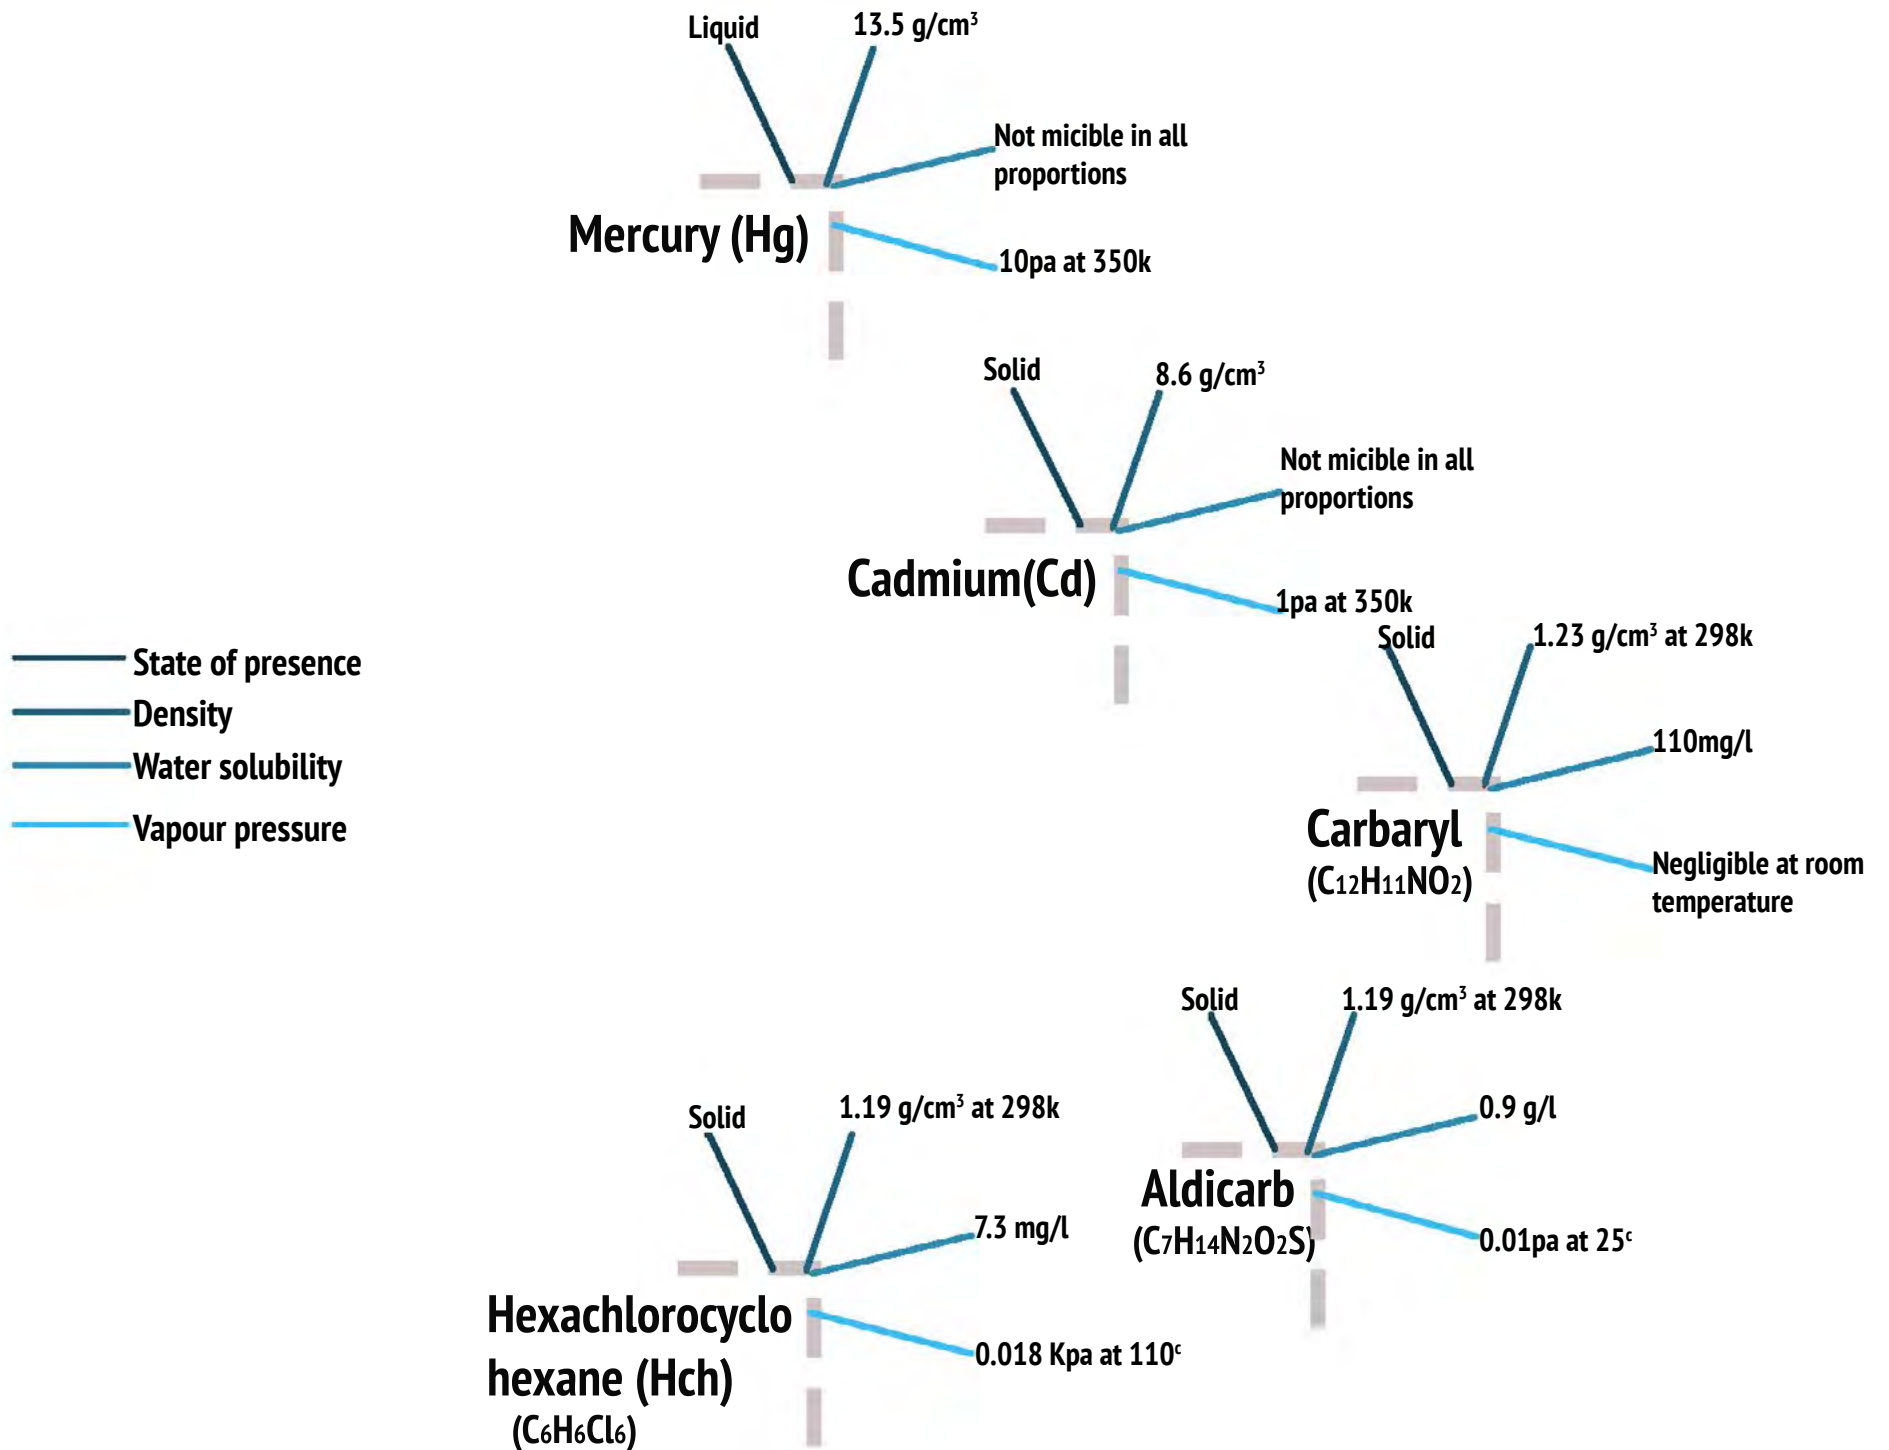 Liquid
13.5 g/cm³
Not micible in all
proportions
Mercury (Hg)
10pa at 350k
Solid
8.6 g/cm³
Not micible in all
proportions
Cadmium(Cd)
1pa at 350k
State of presence
Density
Water solubility
Vapour pressure
Solid
1.23 g/cm³ at 298k
110mg/l
Carbaryl
(C₁₂H₁₁NO₂)
Negligible at room
temperature
Solid
1.19 g/cm³ at 298k
0.9 g/l
Aldicarb
(C₇H₁₄N₂O₂S)
0.01pa at 25ᶜ
Solid
1.19 g/cm³ at 298k
7.3 mg/l
Hexachlorocyclo
hexane (Hch)
(C₆H₆Cl₆)
0.018 Kpa at 110ᶜ